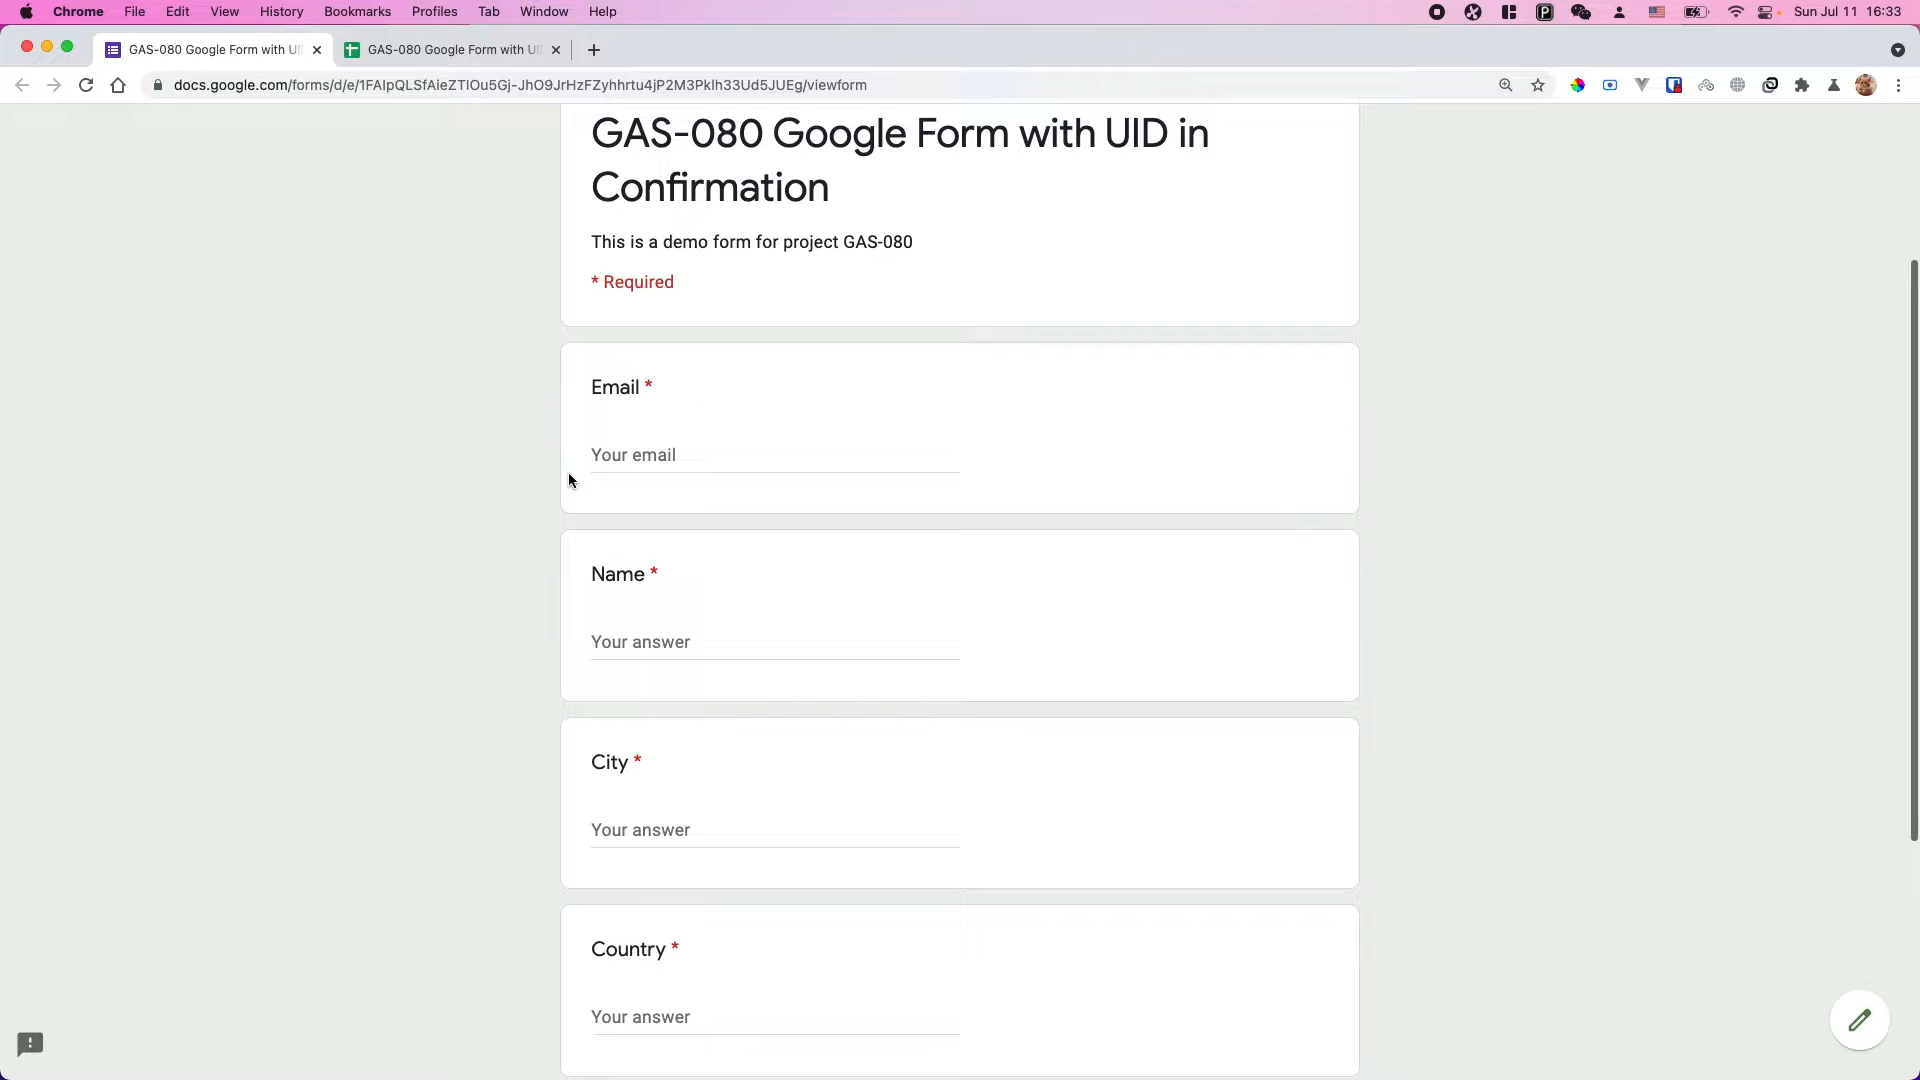 Chrome File Edit View History Bookmarks Profiles Tab Window Help Sun Jul 11 16:33
GAS-080 Google Form with UI GAS-080 Google Form with UI
docs.google.com/forms/d/e/1FAIpQLSfAieZTIOu5Gj-JhO9JrHzFZyhhrtu4jP2M3PkIh33Ud5JUEg/viewform
GAS-080 Google Form with UID in
Confirmation
This is a demo form for project GAS-080
* Required
Email *
Your email
Name *
Your answer
City *
Your answer
Country *
Your answer